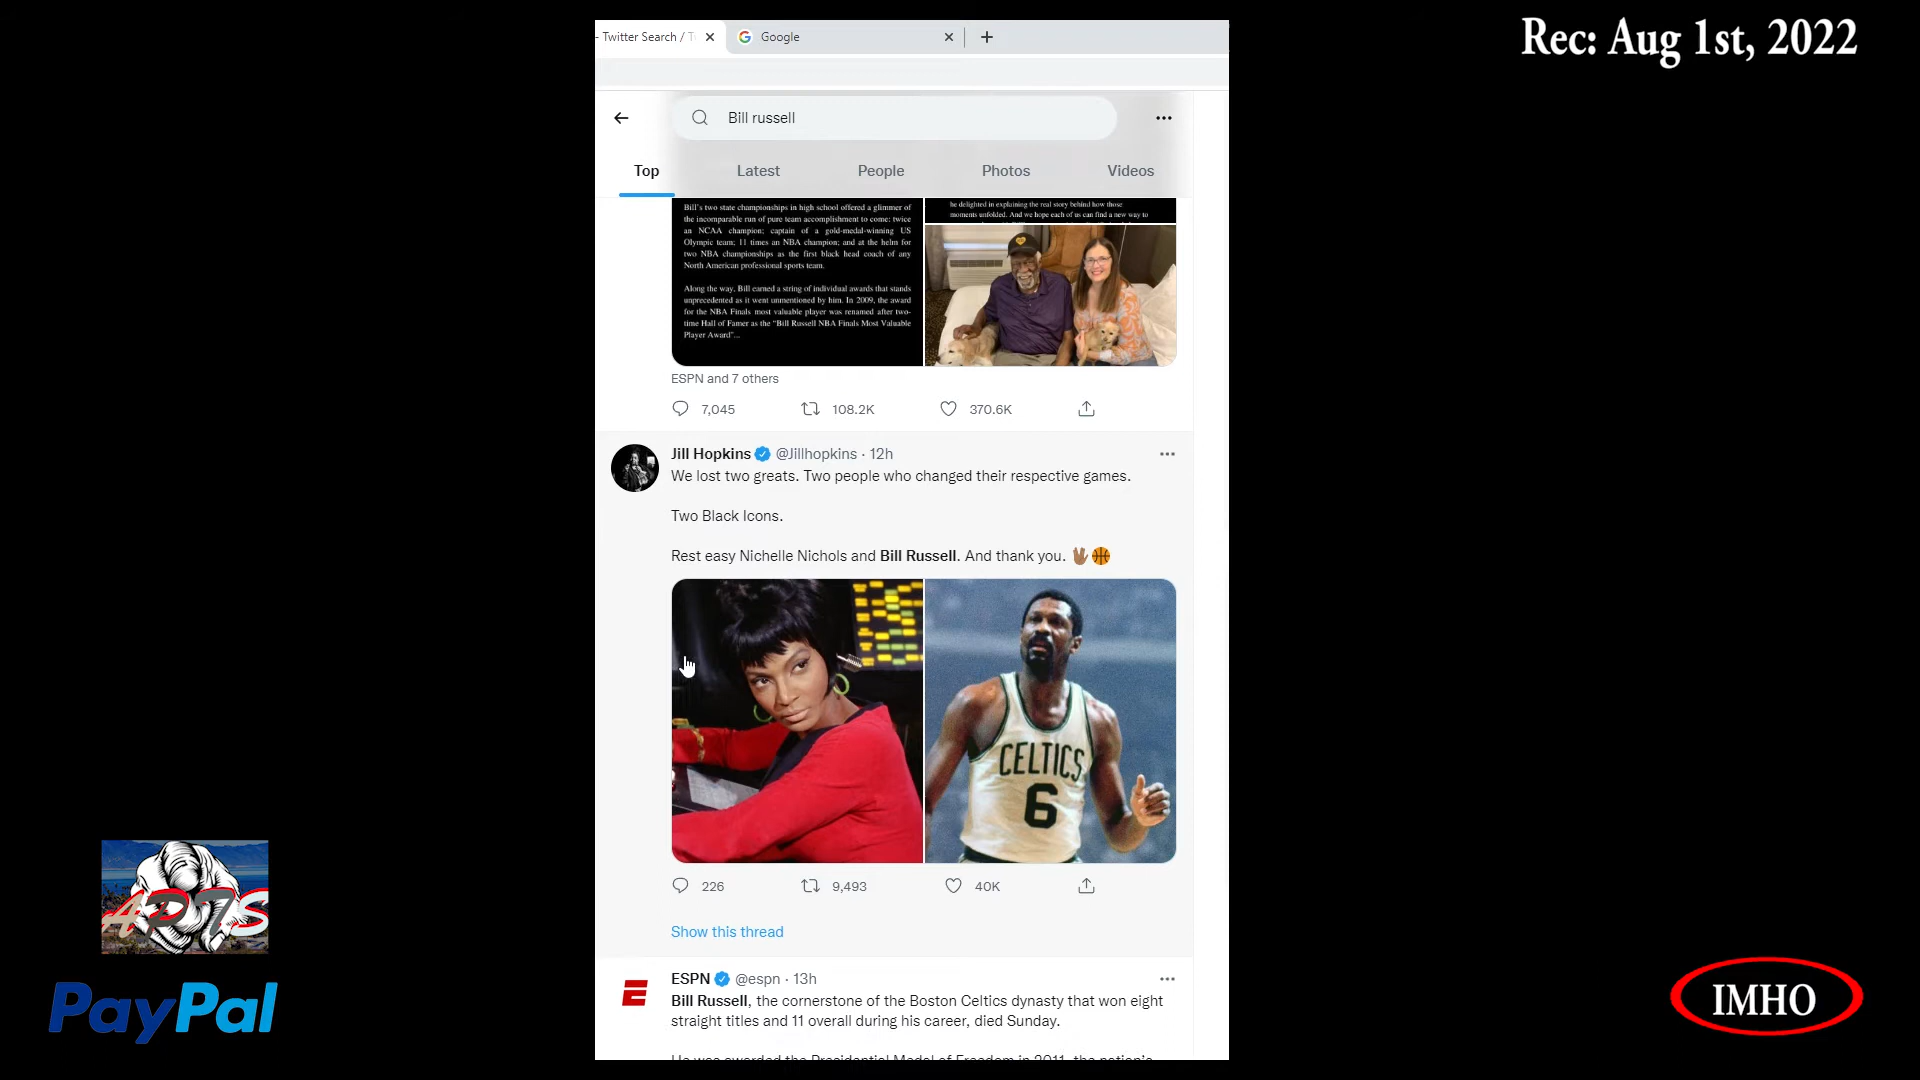 Rec: Aug 1st, 2022
- Twitter Search / T
Google
Bill russell
Top
Latest
People
Photos
Videos
Bill's two state championships in high school offered a glimmer of
the incomparable run of pure team accomplishment to come: twice
an NCAA champion; captain of a gold-medal-winning US
Olympic team; 11 times an NBA champion; and at the helm for
two NBA championships as the first black head coach of any
North American professional sports team.
Along the way, Bill earned a string of individual awards that stands
unprecedented as it went unmentioned by him. In 2009, the award
for the NBA Finals most valuable player was renamed after two-
time Hall of Famer as the "Bill Russell NBA Finals Most Valuable
Player Award"...
he delighted in explaining the real story behind how those
moments unfolded. And we hope each of us can find a new way to
ESPN and 7 others
7,045
108.2K
370.6K
Jill Hopkins @Jillhopkins · 12h
We lost two greats. Two people who changed their respective games.
Two Black Icons.
Rest easy Nichelle Nichols and Bill Russell. And thank you. 🖖🏾🏀
CELTICS
6
226
9,493
40K
Show this thread
ESPN @espn · 13h
Bill Russell, the cornerstone of the Boston Celtics dynasty that won eight
straight titles and 11 overall during his career, died Sunday.
He was awarded the Presidential Medal of Freedom in 2011, the nation's
ARTS
PayPal
IMHO